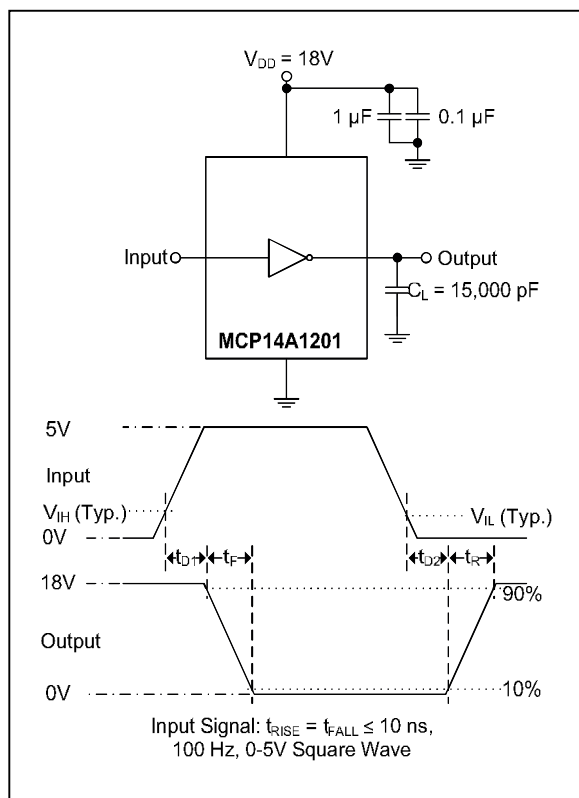 V_DD = 18V
1 µF 0.1 µF
Input Output
C_L = 15,000 pF
MCP14A1201
5V
Input
V_IH (Typ.) V_IL (Typ.)
0V
t_D1 t_F t_D2 t_R
18V 90%
Output
0V 10%
Input Signal: t_RISE = t_FALL ≤ 10 ns,
100 Hz, 0-5V Square Wave